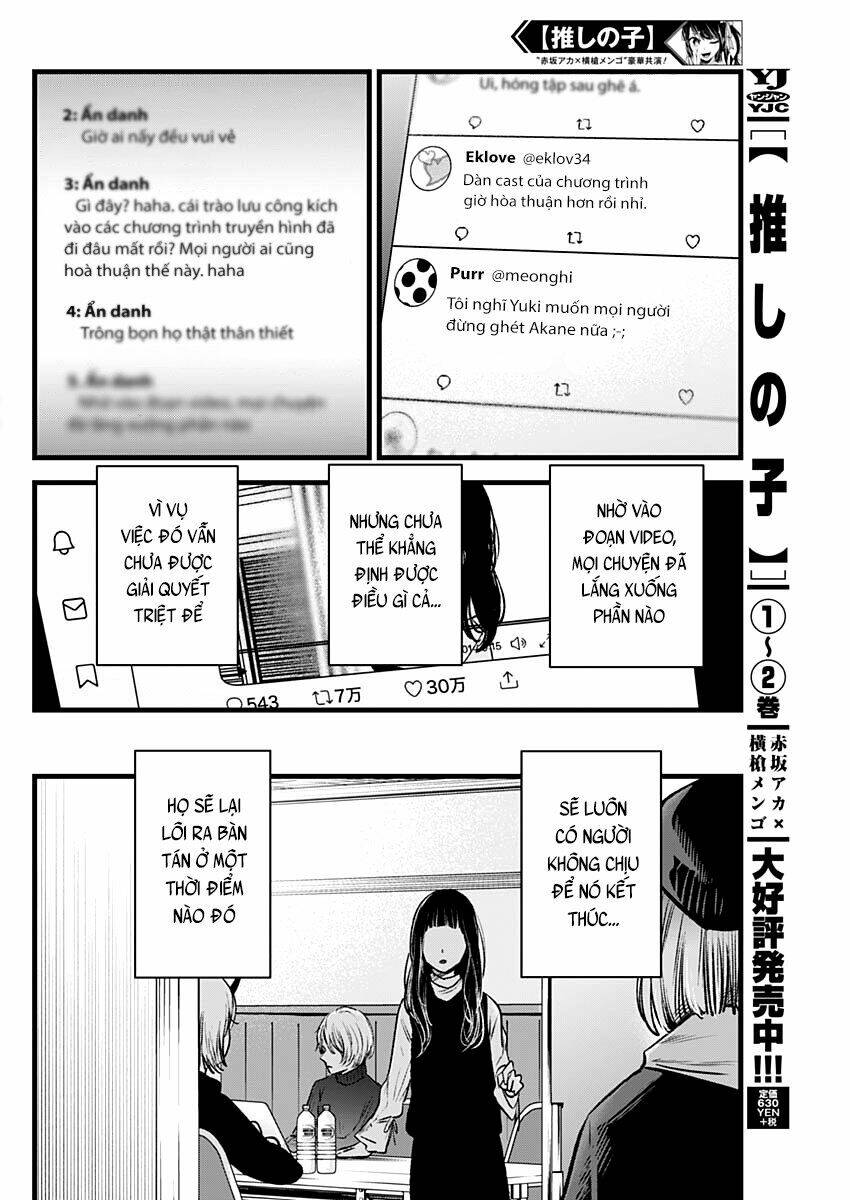 【推しの子】
"赤坂アカ×横槍メンゴ"豪華共演!
Ui, hóng tập sau ghê á.
Eklove @eklov34
Dàn cast của chương trình
giờ hòa thuận hơn rồi nhỉ.
Purr @meonghi
Tôi nghĩ Yuki muốn mọi người
đừng ghét Akane nữa ;-;
2: Ẩn danh
Giờ ai nấy đều vui vẻ
3: Ẩn danh
Gì đây? haha. cái trào lưu công kích
vào các chương trình truyền hình đã
đi đâu mất rồi? Mọi người ai cũng
hoà thuận thế này. haha
4: Ẩn danh
Trông bọn họ thật thân thiết
5. Ẩn danh
NHỜ VÀO
ĐOẠN VIDEO,
MỌI CHUYỆN ĐÃ
LẮNG XUỐNG
PHẦN NÀO
NHƯNG CHƯA
THỂ KHẲNG
ĐỊNH ĐƯỢC
ĐIỀU GÌ CẢ...
VÌ VỤ
VIỆC ĐÓ VẪN
CHƯA ĐƯỢC
GIẢI QUYẾT
TRIỆT ĐỂ
543
7万
30万
SẼ LUÔN
CÓ NGƯỜI
KHÔNG CHỊU
ĐỂ NÓ KẾT
THÚC...
HỌ SẼ LẠI
LÔI RA BÀN
TÁN Ở MỘT
THỜI ĐIỂM
NÀO ĐÓ
YJ
ヤンジャン
YJC
【推しの子】
①~②巻
赤坂アカ×
横槍メンゴ
大好評発売中!!!
定価
630
YEN
+税